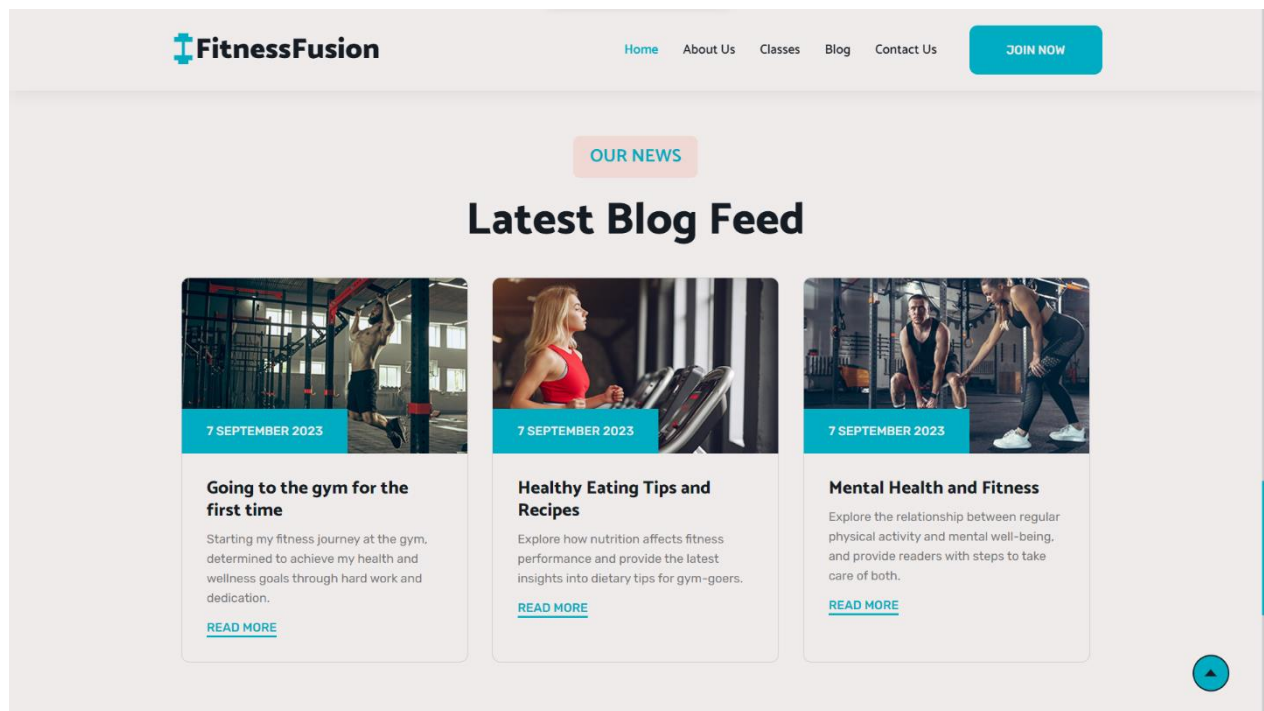 FitnessFusion
Home About Us Classes Blog Contact Us JOIN NOW
OUR NEWS
Latest Blog Feed
7 SEPTEMBER 2023
Going to the gym for the
first time
Starting my fitness journey at the gym,
determined to achieve my health and
wellness goals through hard work and
dedication.
READ MORE
7 SEPTEMBER 2023
Healthy Eating Tips and
Recipes
Explore how nutrition affects fitness
performance and provide the latest
insights into dietary tips for gym-goers.
READ MORE
7 SEPTEMBER 2023
Mental Health and Fitness
Explore the relationship between regular
physical activity and mental well-being,
and provide readers with steps to take
care of both.
READ MORE